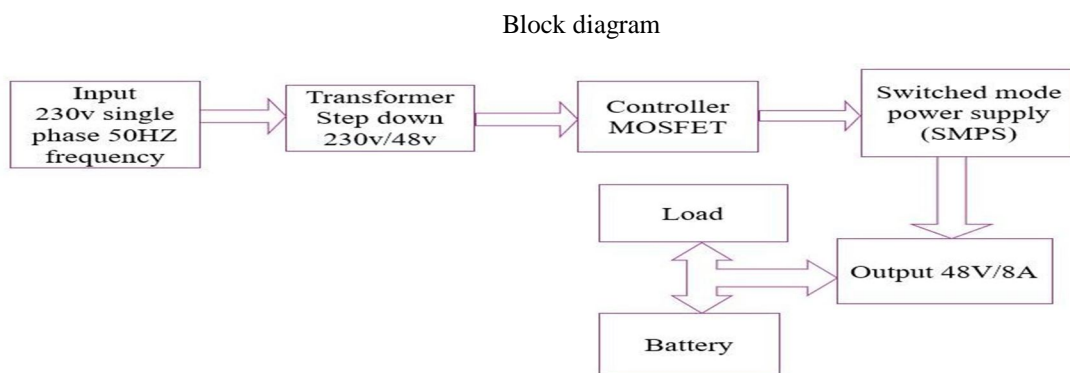 Block diagram
Input
230v single
phase 50HZ
frequency
Transformer
Step down
230v/48v
Controller
MOSFET
Switched mode
power supply
(SMPS)
Load
Output 48V/8A
Battery